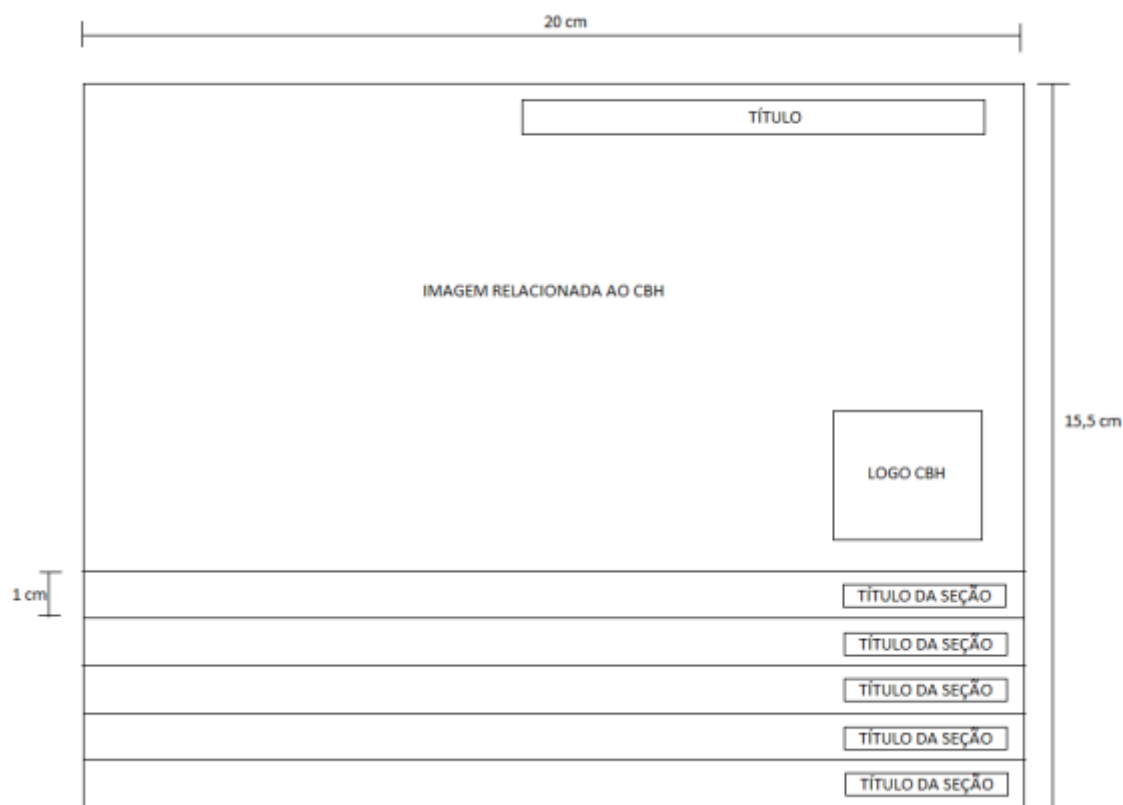 20 cm
TÍTULO
IMAGEM RELACIONADA AO CBH
15,5 cm
LOGO CBH
1 cm
TÍTULO DA SEÇÃO
TÍTULO DA SEÇÃO
TÍTULO DA SEÇÃO
TÍTULO DA SEÇÃO
TÍTULO DA SEÇÃO